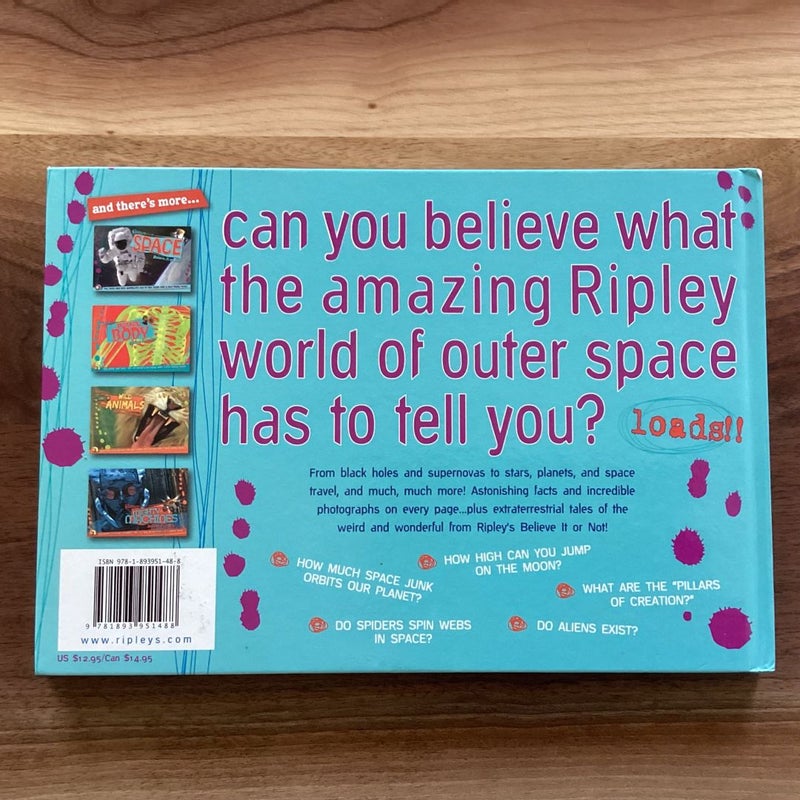 and there's more...
SPACE
BODY
WILD
ANIMALS
MIGHTY
MACHINES
can you believe what
the amazing Ripley
world of outer space
has to tell you?
loads!!
From black holes and supernovas to stars, planets, and space
travel, and much, much more! Astonishing facts and incredible
photographs on every page...plus extraterrestrial tales of the
weird and wonderful from Ripley's Believe It or Not!
HOW MUCH SPACE JUNK
ORBITS OUR PLANET?
HOW HIGH CAN YOU JUMP
ON THE MOON?
WHAT ARE THE "PILLARS
OF CREATION?"
DO SPIDERS SPIN WEBS
IN SPACE?
DO ALIENS EXIST?
ISBN 978-1-893951-48-8
9 781893 951488
www.ripleys.com
US $12.95/Can $14.95